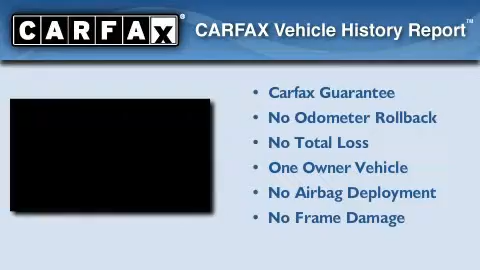 CARFAX® CARFAX Vehicle History Report™
• Carfax Guarantee
• No Odometer Rollback
• No Total Loss
• One Owner Vehicle
• No Airbag Deployment
• No Frame Damage